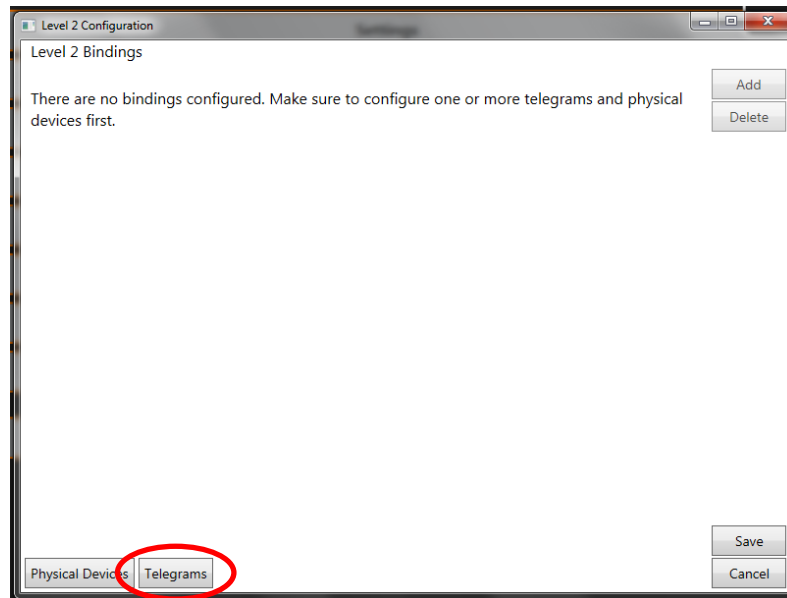 Level 2 Configuration
Settings
Level 2 Bindings
There are no bindings configured. Make sure to configure one or more telegrams and physical
devices first.
Add
Delete
Save
Physical Devices
Telegrams
Cancel